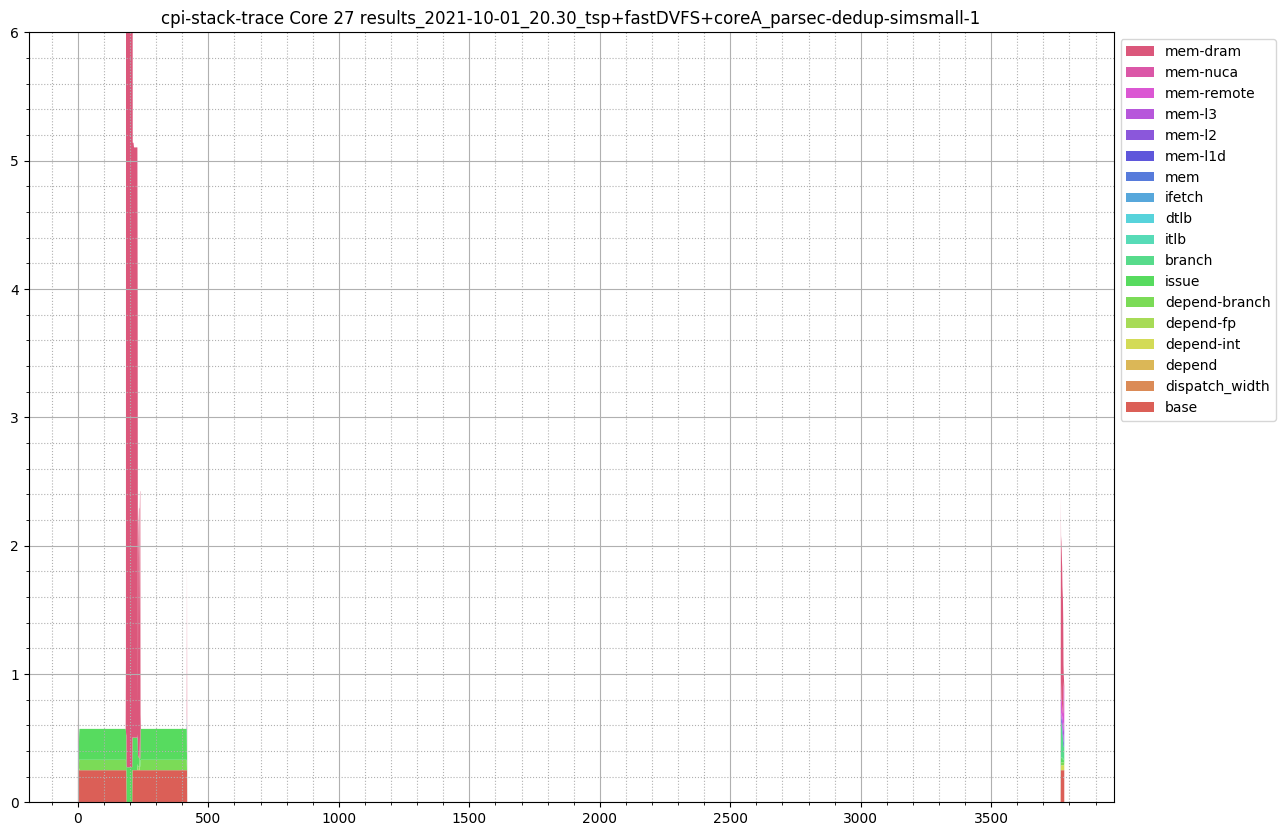 cpi-stack-trace Core 27 results_2021-10-01_20.30_tsp+fastDVFS+coreA_parsec-dedup-simsmall-1
6
5
4
3
2
1
0
0 500 1000 1500 2000 2500 3000 3500
mem-dram
mem-nuca
mem-remote
mem-l3
mem-l2
mem-l1d
mem
ifetch
dtlb
itlb
branch
issue
depend-branch
depend-fp
depend-int
depend
dispatch_width
base